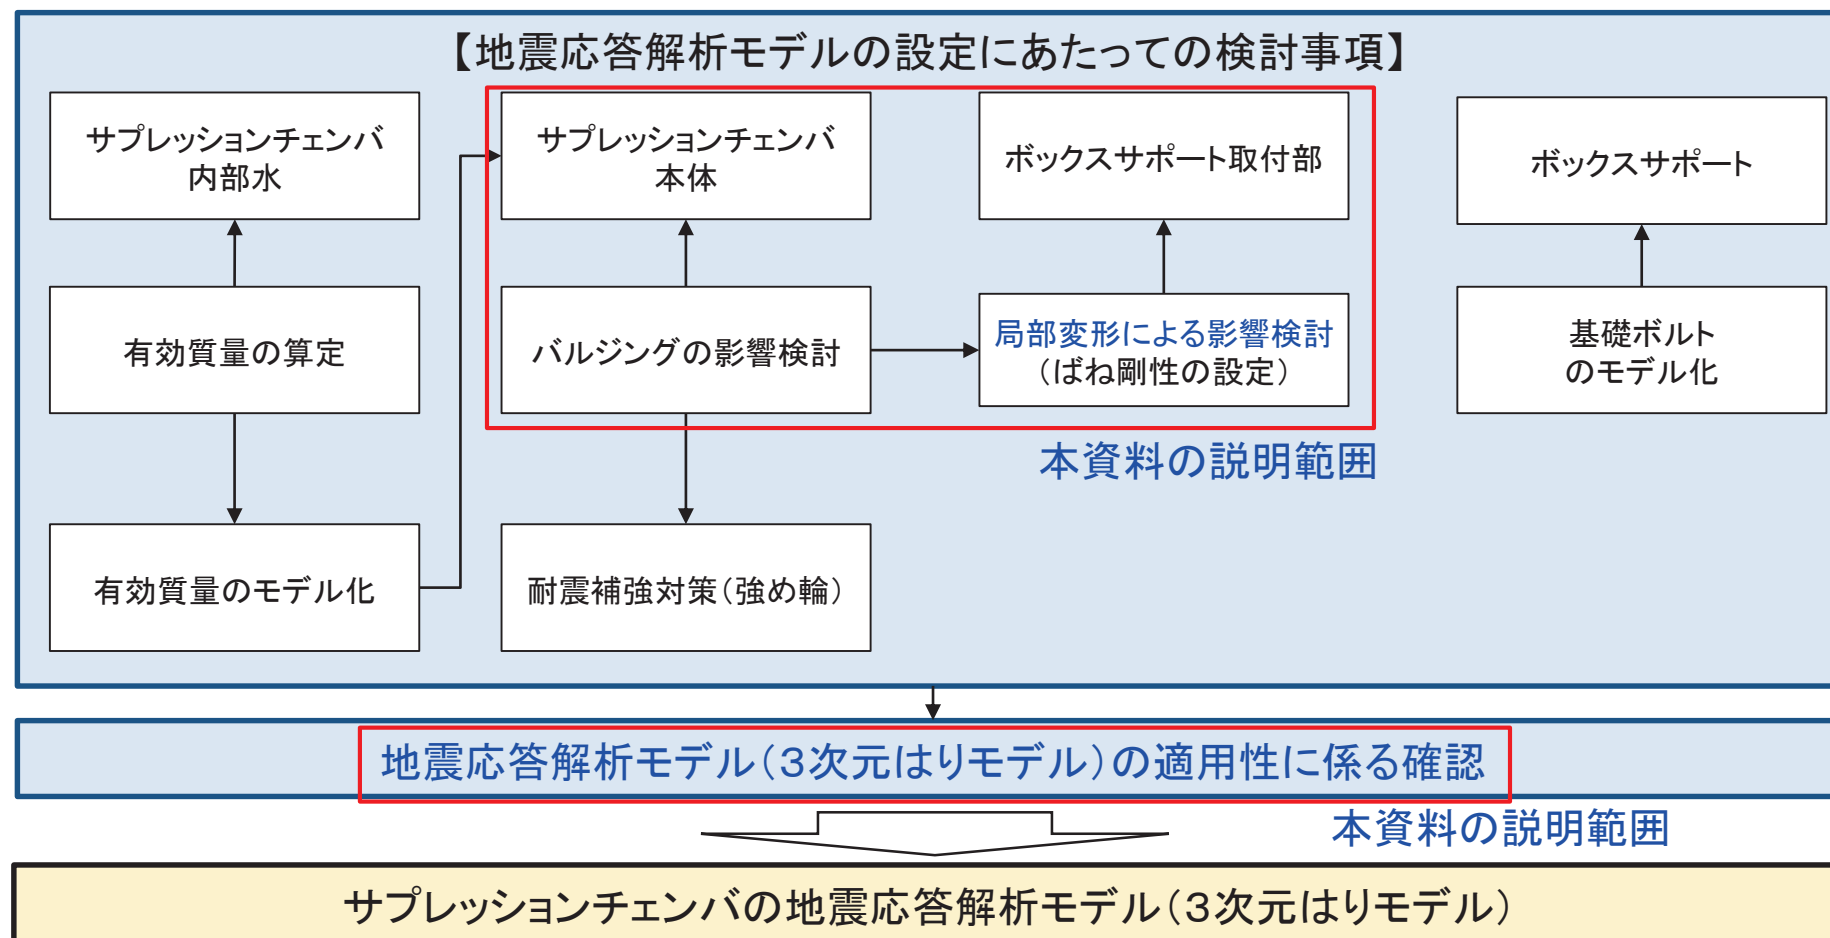 【地震応答解析モデルの設定にあたっての検討事項】
サプレッションチェンバ
内部水
サプレッションチェンバ
本体
ボックスサポート取付部
ボックスサポート
有効質量の算定
バルジングの影響検討
局部変形による影響検討
（ばね剛性の設定）
基礎ボルト
のモデル化
本資料の説明範囲
有効質量のモデル化
耐震補強対策（強め輪）
地震応答解析モデル（３次元はりモデル）の適用性に係る確認
本資料の説明範囲
サプレッションチェンバの地震応答解析モデル（３次元はりモデル）